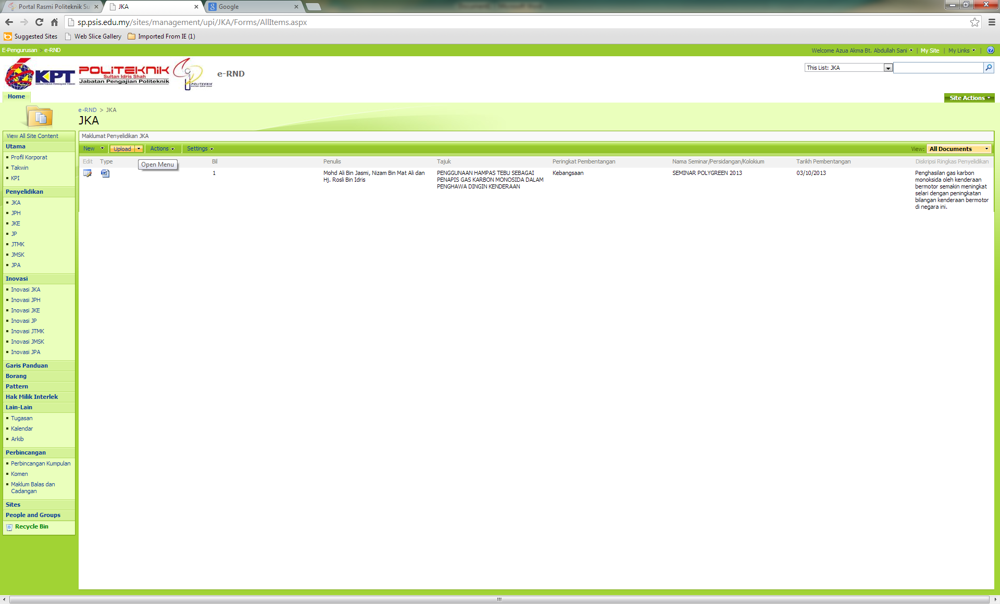 Portal Rasmi Politeknik Su
JKA
Google
sp.psis.edu.my/sites/management/upi/JKA/Forms/AllItems.aspx
Suggested Sites
Web Slice Gallery
Imported From IE (1)
E-Pengurusan > e-RND
Welcome Azua Akma Bt. Abdullah Sani | My Site | My Links |
KPT
KEMENTERIAN PENGAJIAN TINGGI
POLITEKNIK
Sultan Idris Shah
Jabatan Pengajian Politeknik
POLITEKNIK
SULTAN IDRIS SHAH
e-RND
This List: JKA
Home
Site Actions
e-RND > JKA
JKA
View All Site Content
Utama
Profil Korporat
Takwin
KPI
Penyelidikan
JKA
JPH
JKE
JP
JTMK
JMSK
JPA
Inovasi
Inovasi JKA
Inovasi JPH
Inovasi JKE
Inovasi JP
Inovasi JTMK
Inovasi JMSK
Inovasi JPA
Garis Panduan
Borang
Pattern
Hak Milik Interlek
Lain-Lain
Tugasan
Kalendar
Arkib
Perbincangan
Perbincangan Kumpulan
Komen
Maklum Balas dan
Cadangan
Sites
People and Groups
Recycle Bin
Maklumat Penyelidikan JKA
New Upload Actions Settings
View: All Documents
Open Menu
Edit Type Bil Penulis Tajuk Peringkat Pembentangan Nama Seminar/Persidangan/Kolokium Tarikh Pembentangan Diskripsi Ringkas Penyelidikan
1
Mohd Ali Bin Jasmi, Nizam Bin Mat Ali dan
Hj. Rosli Bin Idris
PENGGUNAAN HAMPAS TEBU SEBAGAI
PENAPIS GAS KARBON MONOSIDA DALAM
PENGHAWA DINGIN KENDERAAN
Kebangsaan
SEMINAR POLYGREEN 2013
03/10/2013
Penghasilan gas karbon
monoksida oleh kenderaan
bermotor semakin meningkat
selari dengan peningkatan
bilangan kenderaan bermotor
di negara ini.